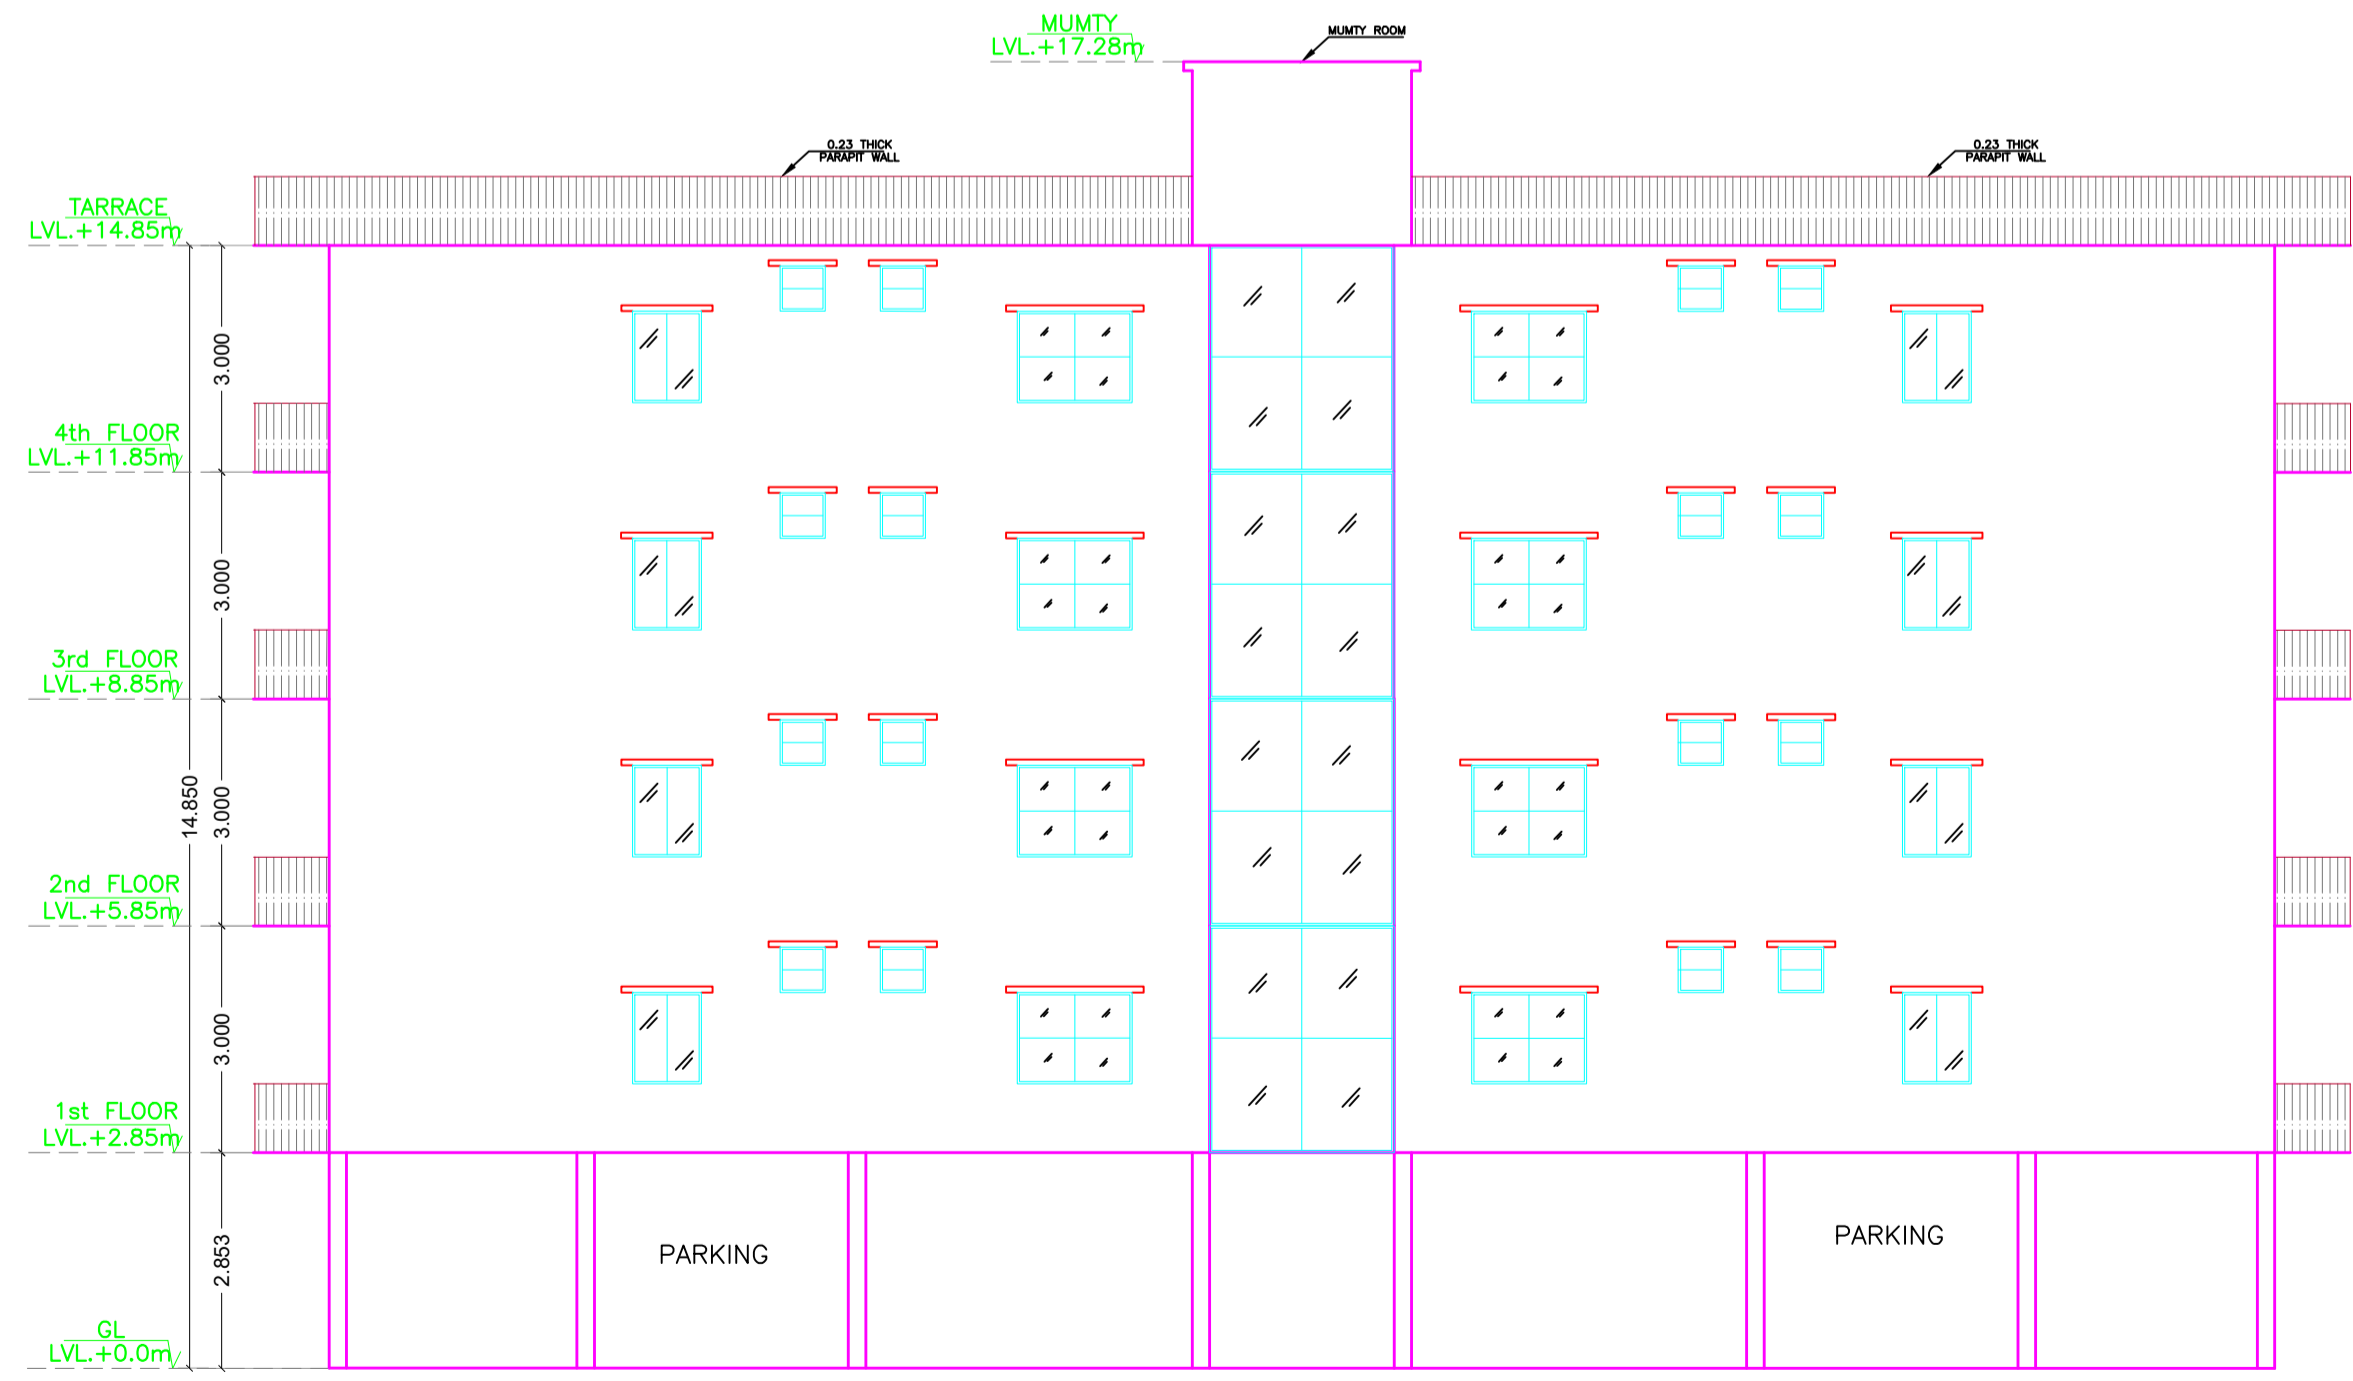 MUMTY
LVL.+17.28m
MUMTY ROOM
0.23 THICK
PARAPIT WALL
0.23 THICK
PARAPIT WALL
TARRACE
LVL.+14.85m
3.000
4th FLOOR
LVL.+11.85m
3.000
3rd FLOOR
LVL.+8.85m
14.850
3.000
2nd FLOOR
LVL.+5.85m
3.000
1st FLOOR
LVL.+2.85m
2.853
PARKING
PARKING
GL
LVL.+0.0m